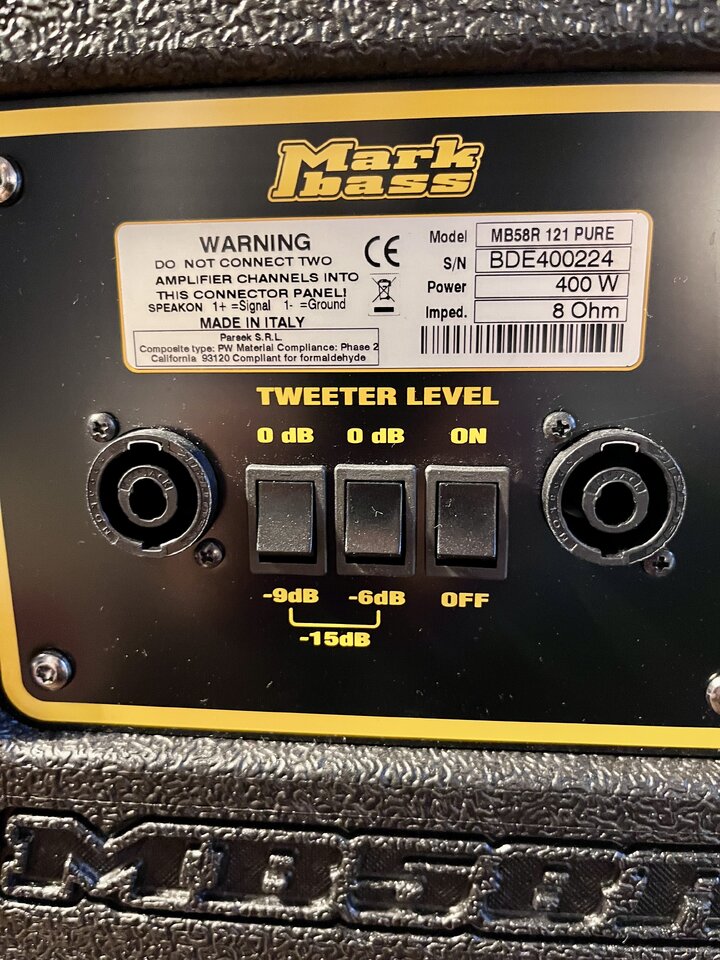 Mark
bass
WARNING
DO NOT CONNECT TWO
AMPLIFIER CHANNELS INTO
THIS CONNECTOR PANEL!
SPEAKON 1+ =Signal 1- =Ground
MADE IN ITALY
Parsek S.R.L.
Composite type: PW Material Compliance: Phase 2
California 93120 Compliant for formaldehyde
CE
Model MB58R 121 PURE
S/N BDE400224
Power 400 W
Imped. 8 Ohm
TWEETER LEVEL
0 dB 0 dB ON
-9dB -6dB OFF
-15dB
MB58R